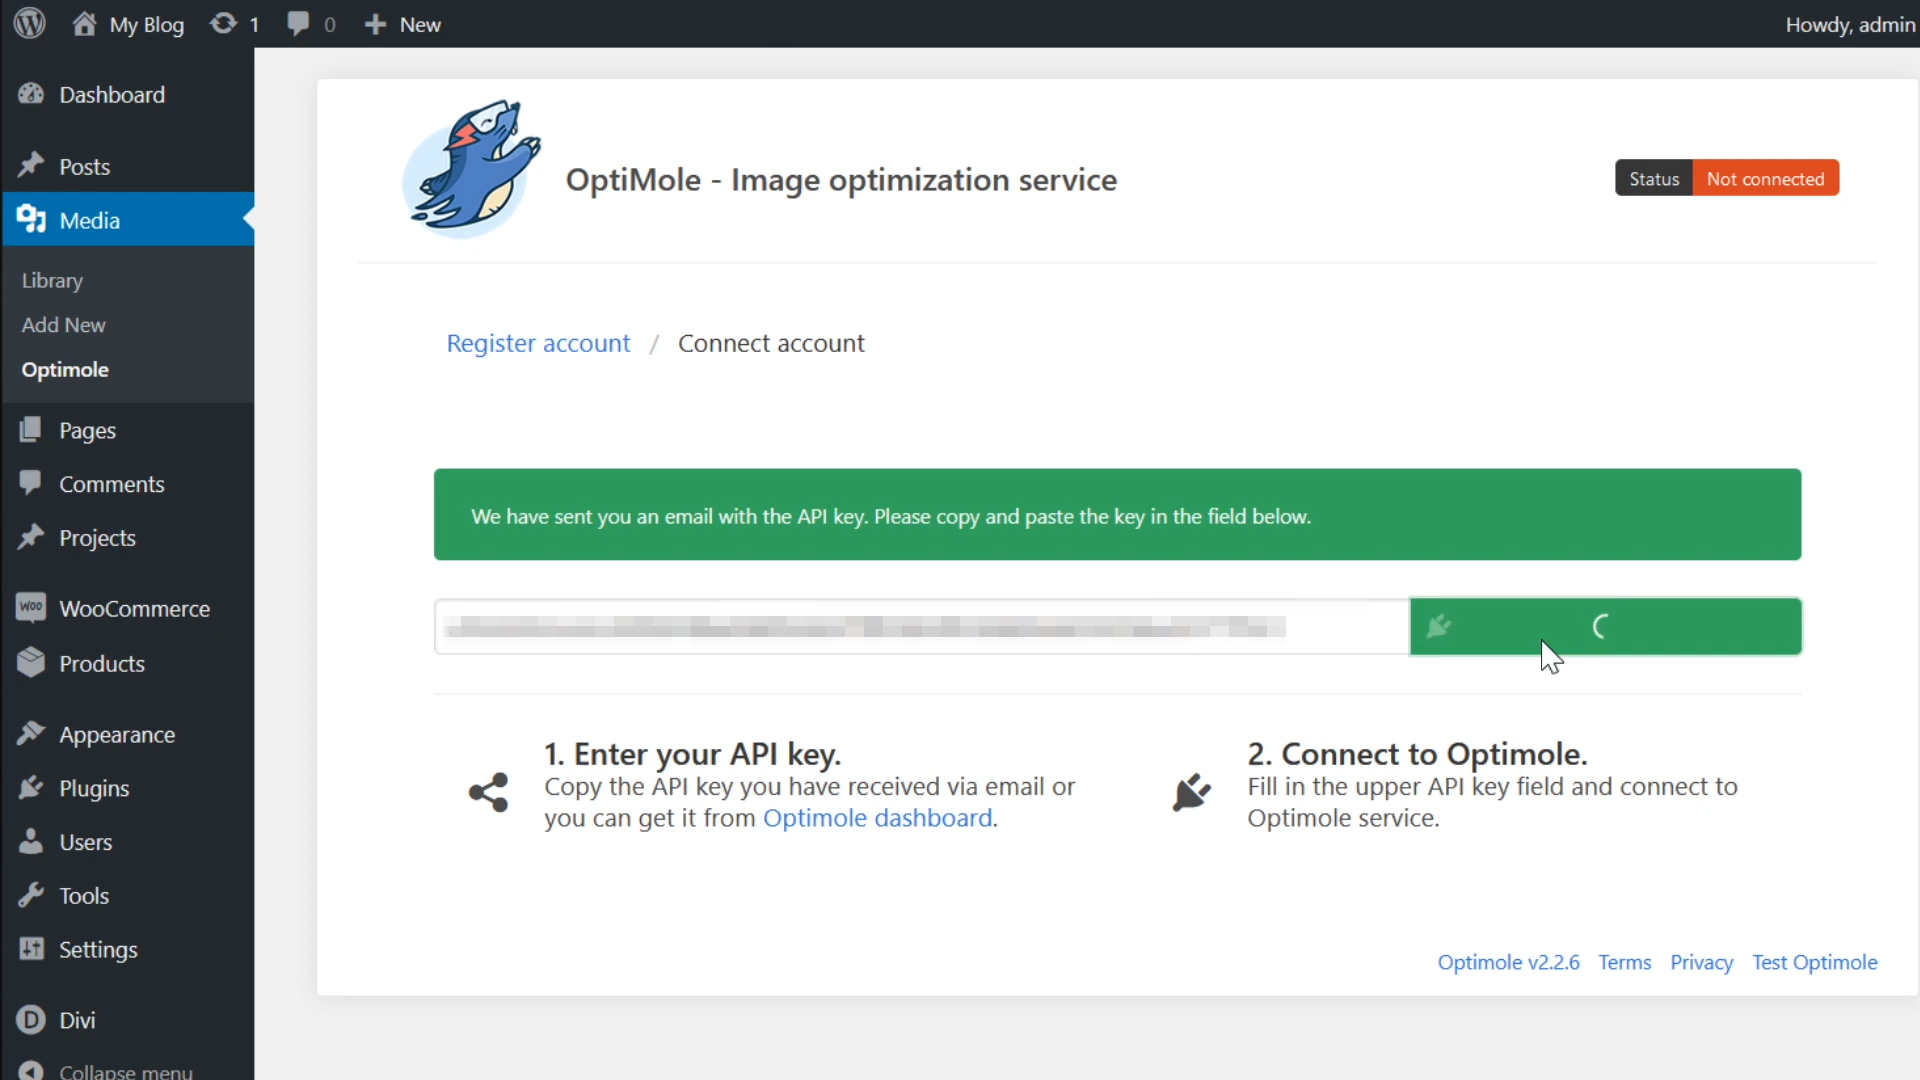 My Blog
1
0
New
Howdy, admin
Dashboard
Posts
Media
Library
Add New
Optimole
Pages
Comments
Projects
WOO
WooCommerce
Products
Appearance
Plugins
Users
Tools
Settings
D
Divi
Collapse menu
OptiMole - Image optimization service
Status
Not connected
Register account / Connect account
We have sent you an email with the API key. Please copy and paste the key in the field below.
1. Enter your API key.
Copy the API key you have received via email or
you can get it from Optimole dashboard.
2. Connect to Optimole.
Fill in the upper API key field and connect to
Optimole service.
Optimole v2.2.6 Terms Privacy Test Optimole